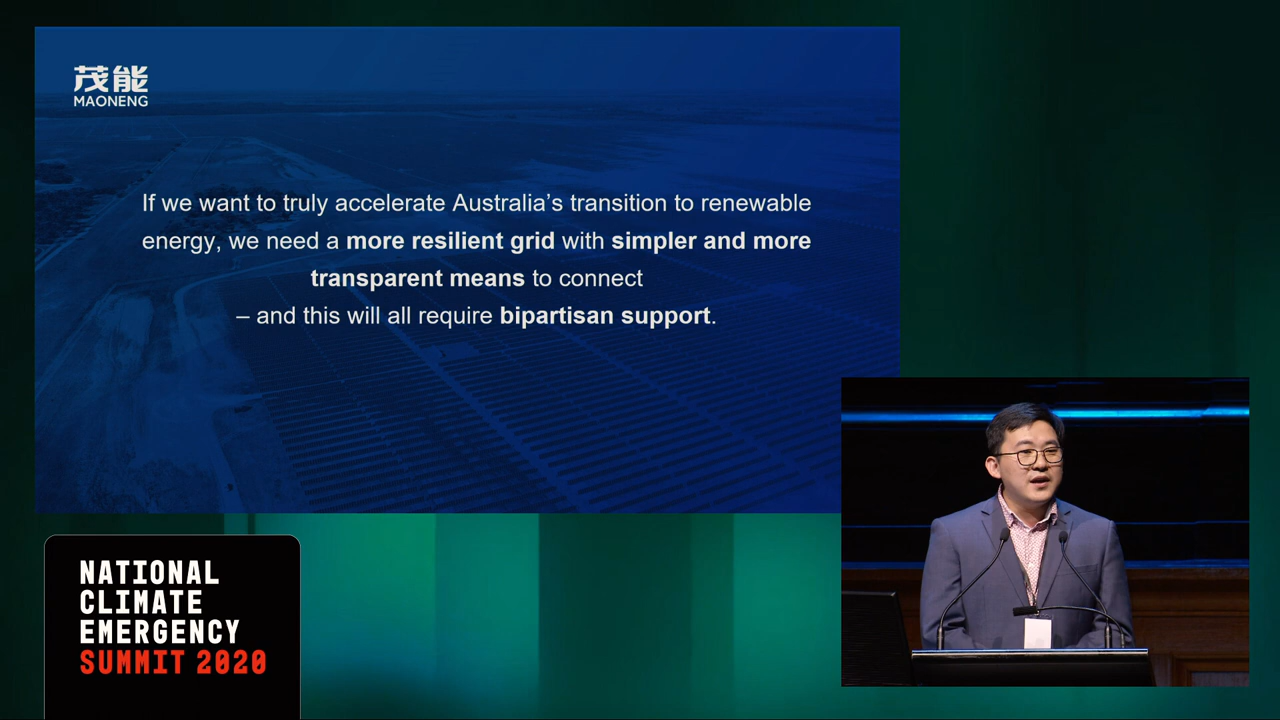 茂能
MAONENG
If we want to truly accelerate Australia’s transition to renewable
energy, we need a more resilient grid with simpler and more
transparent means to connect
– and this will all require bipartisan support.
NATIONAL
CLIMATE
EMERGENCY
SUMMIT 2020